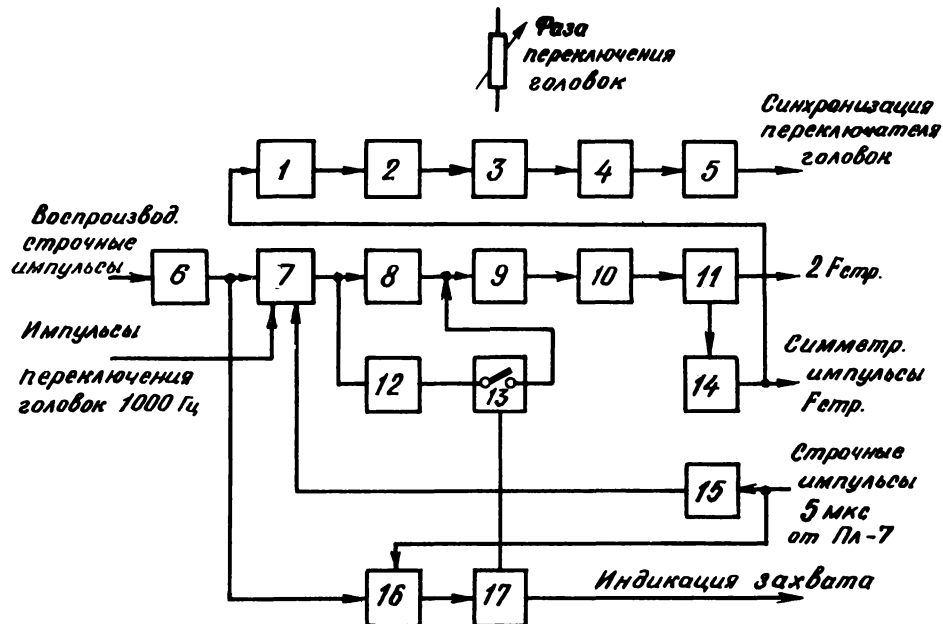 Фаза
переключения
головок
Синхронизация
переключателя
головок
1
2
3
4
5
Воспроизвод.
строчные
импульсы
6
7
8
9
10
11
2 Fстр.
Импульсы
переключения
головок 1000 Гц
12
13
14
Симметр.
импульсы
Fстр.
15
Строчные
импульсы
5 мкс
от Пл-7
16
17
Индикация захвата